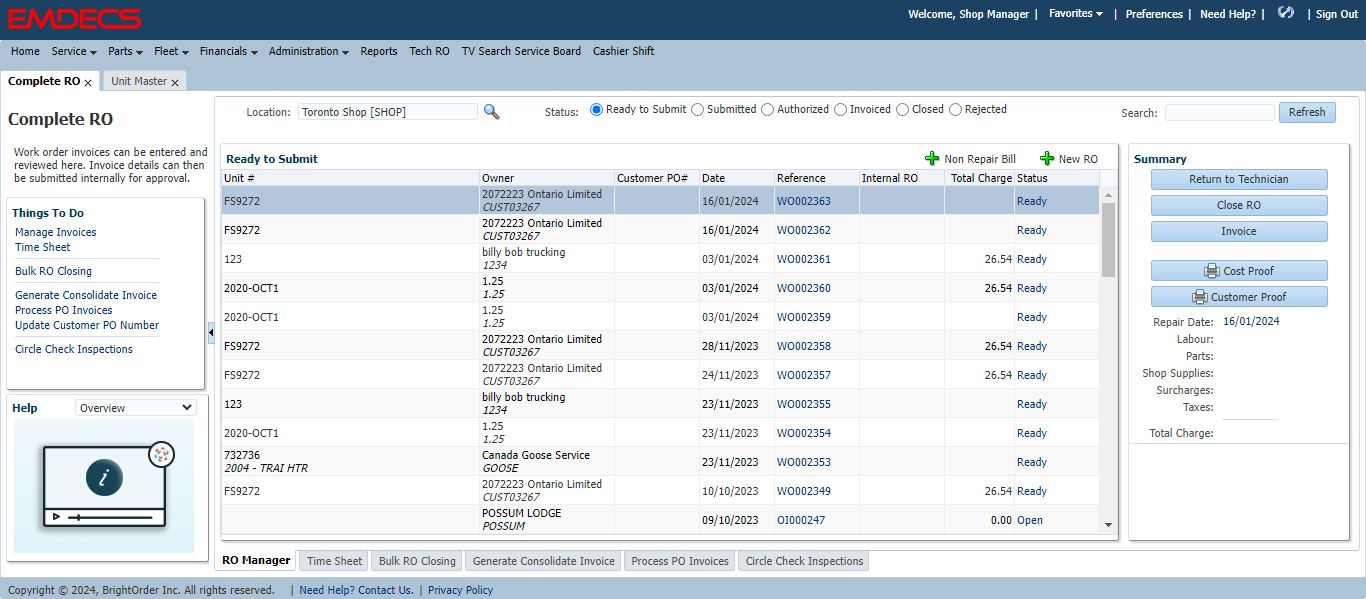 EMDECS
Welcome, Shop Manager | Favorites | Preferences | Need Help? | | Sign Out
Home Service Parts Fleet Financials Administration Reports Tech RO TV Search Service Board Cashier Shift
Complete RO x Unit Master x
Complete RO
Work order invoices can be entered and
reviewed here. Invoice details can then
be submitted internally for approval.
Things To Do
Manage Invoices
Time Sheet
Bulk RO Closing
Generate Consolidate Invoice
Process PO Invoices
Update Customer PO Number
Circle Check Inspections
Help Overview
i
Location: Toronto Shop [SHOP] Status: Ready to Submit Submitted Authorized Invoiced Closed Rejected Search: Refresh
Ready to Submit Non Repair Bill New RO
Unit # Owner Customer PO# Date Reference Internal RO Total Charge Status
FS9272 2072223 Ontario Limited 16/01/2024 WO002363 Ready
CUST03267
FS9272 2072223 Ontario Limited 16/01/2024 WO002362 Ready
CUST03267
123 billy bob trucking 03/01/2024 WO002361 26.54 Ready
1234
2020-OCT1 1.25 03/01/2024 WO002360 26.54 Ready
1.25
2020-OCT1 1.25 03/01/2024 WO002359 Ready
1.25
FS9272 2072223 Ontario Limited 28/11/2023 WO002358 26.54 Ready
CUST03267
FS9272 2072223 Ontario Limited 24/11/2023 WO002357 26.54 Ready
CUST03267
123 billy bob trucking 23/11/2023 WO002355 Ready
1234
2020-OCT1 1.25 23/11/2023 WO002354 Ready
1.25
732736 Canada Goose Service 23/11/2023 WO002353 Ready
2004 - TRAI HTR GOOSE
FS9272 2072223 Ontario Limited 10/10/2023 WO002349 26.54 Ready
CUST03267
POSSUM LODGE 09/10/2023 OI000247 0.00 Open
POSSUM
Summary
Return to Technician
Close RO
Invoice
Cost Proof
Customer Proof
Repair Date: 16/01/2024
Labour:
Parts:
Shop Supplies:
Surcharges:
Taxes:
Total Charge:
RO Manager Time Sheet Bulk RO Closing Generate Consolidate Invoice Process PO Invoices Circle Check Inspections
Copyright © 2024, BrightOrder Inc. All rights reserved. | Need Help? Contact Us. | Privacy Policy